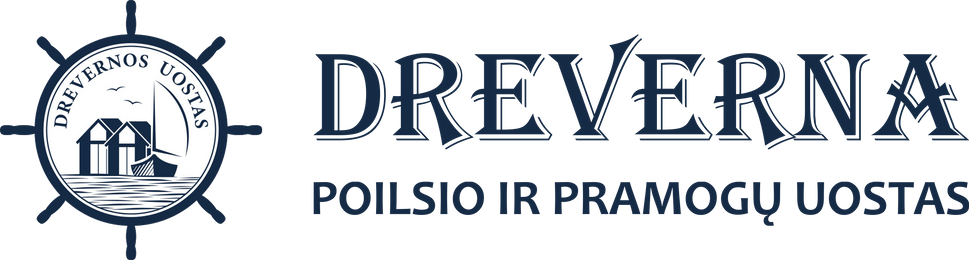 DREVERNOS UOSTAS
DREVERNA
POILSIO IR PRAMOGŲ UOSTAS